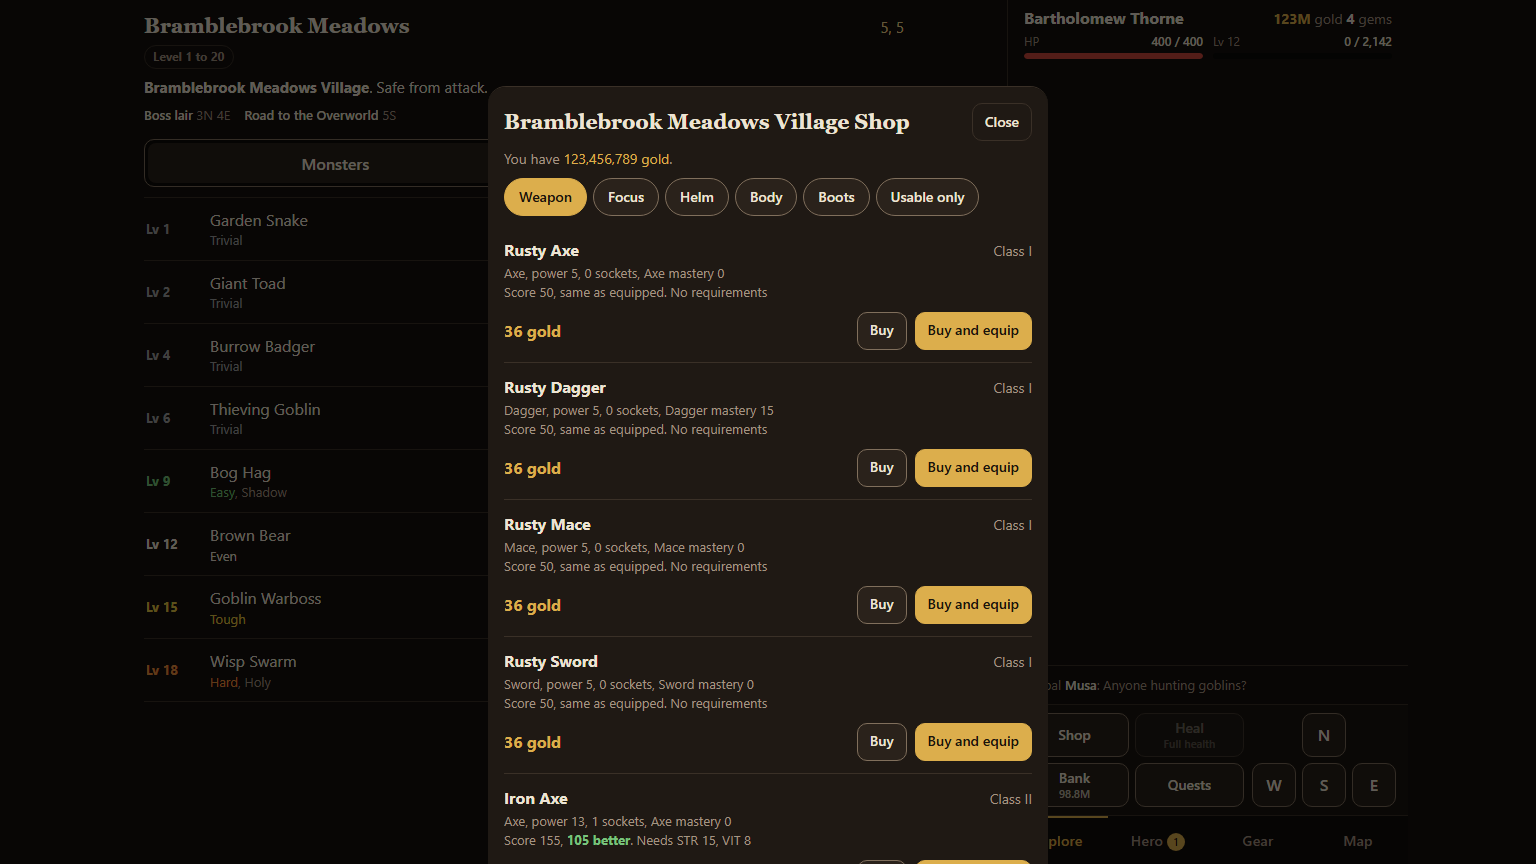 Bramblebrook Meadows
5, 5
Level 1 to 20
Bramblebrook Meadows Village. Safe from attack.
Boss lair 3N 4E Road to the Overworld 5S
Monsters
Lv 1 Garden Snake
Trivial
Lv 2 Giant Toad
Trivial
Lv 4 Burrow Badger
Trivial
Lv 6 Thieving Goblin
Trivial
Lv 9 Bog Hag
Easy, Shadow
Lv 12 Brown Bear
Even
Lv 15 Goblin Warboss
Tough
Lv 18 Wisp Swarm
Hard, Holy
Bartholomew Thorne 123M gold 4 gems
HP 400 / 400 Lv 12 0 / 2,142
Bramblebrook Meadows Village Shop
Close
You have 123,456,789 gold.
Weapon Focus Helm Body Boots Usable only
Rusty Axe Class I
Axe, power 5, 0 sockets, Axe mastery 0
Score 50, same as equipped. No requirements
36 gold Buy Buy and equip
Rusty Dagger Class I
Dagger, power 5, 0 sockets, Dagger mastery 15
Score 50, same as equipped. No requirements
36 gold Buy Buy and equip
Rusty Mace Class I
Mace, power 5, 0 sockets, Mace mastery 0
Score 50, same as equipped. No requirements
36 gold Buy Buy and equip
Rusty Sword Class I
Sword, power 5, 0 sockets, Sword mastery 0
Score 50, same as equipped. No requirements
36 gold Buy Buy and equip
Iron Axe Class II
Axe, power 13, 1 sockets, Axe mastery 0
Score 155, 105 better. Needs STR 15, VIT 8
Musa: Anyone hunting goblins?
Shop Heal N
Full health
Bank Quests W S E
98.8M
Hero 1 Gear Map